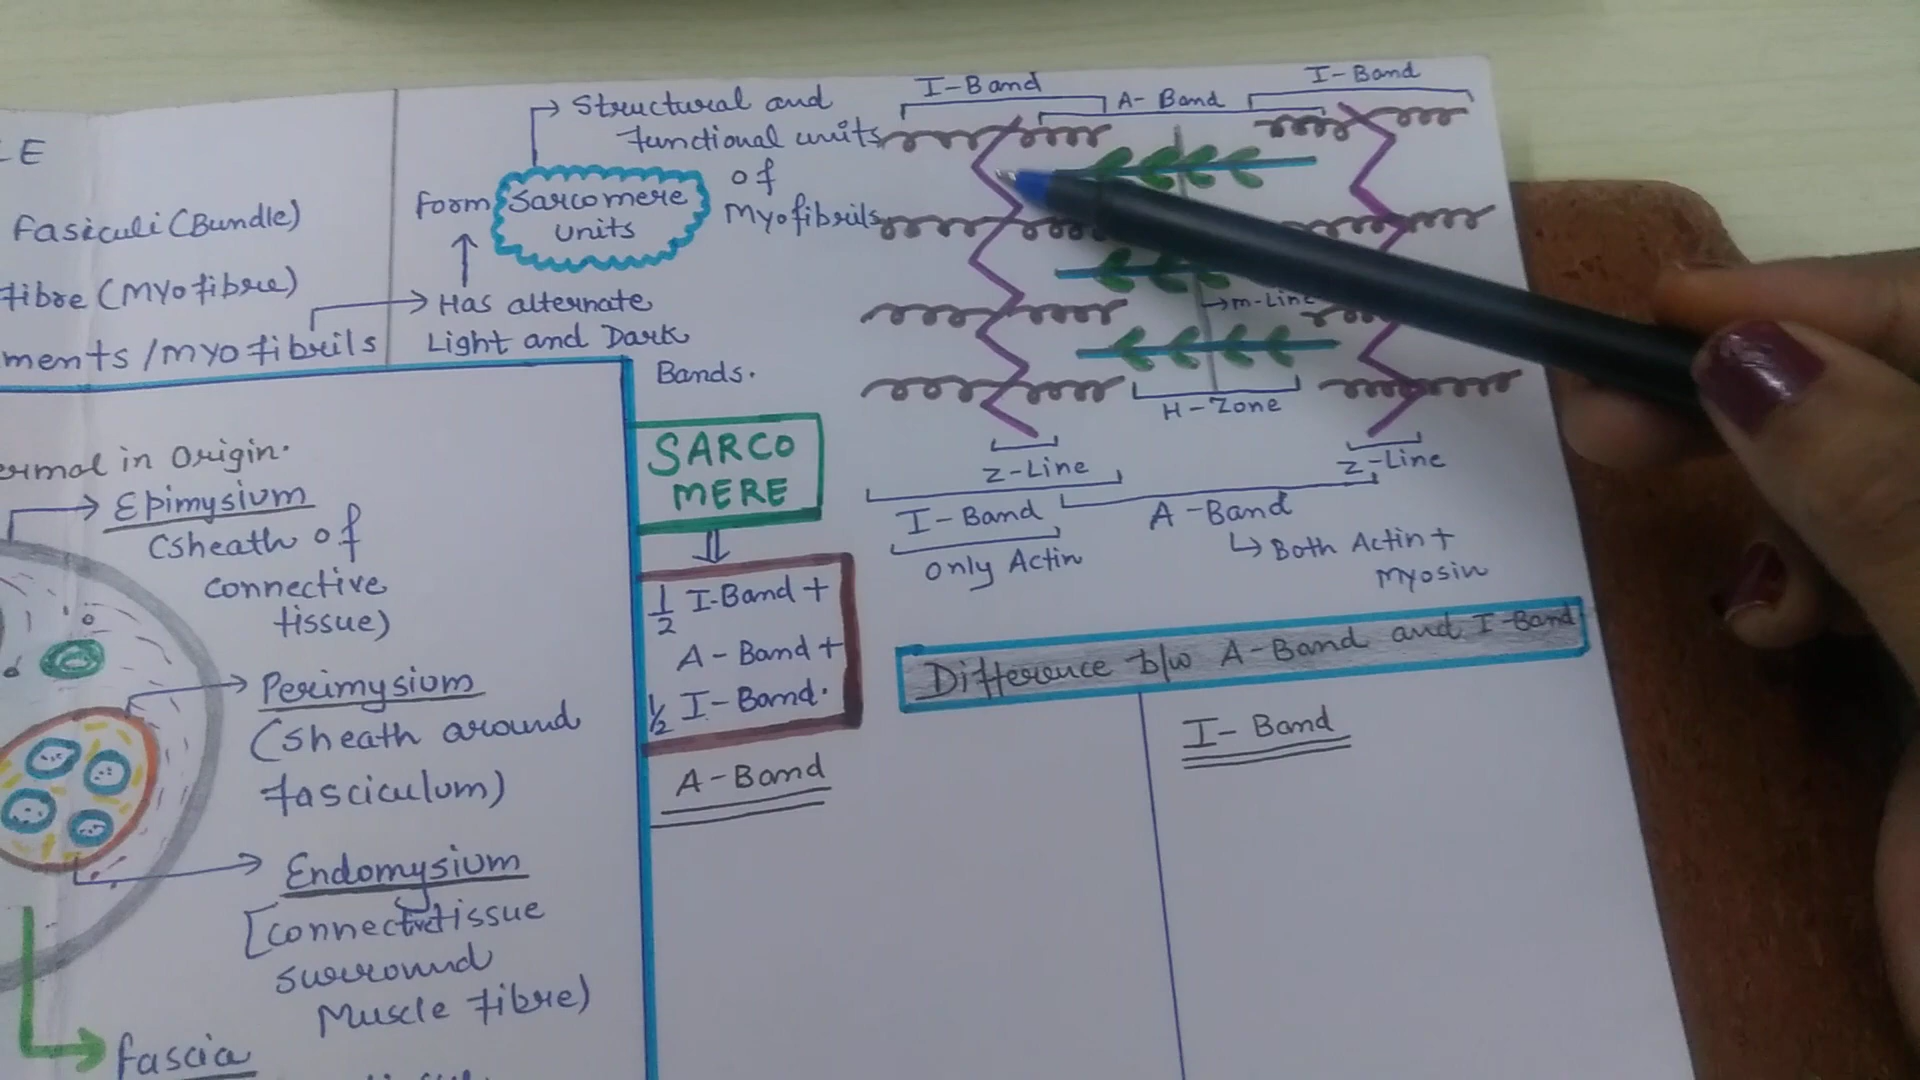 LE
Fasiculi (Bundle)
fibre (Myofibre)
ments/Myofibrils
Structural and
functional units
of
Myofibrils
Form
Sarcomere
units
Has alternate
Light and Dark
Bands.
I-Band
A-Band
I-Band
m-Line
H-Zone
Z-Line
Z-Line
I-Band
only Actin
A-Band
Both Actin +
Myosin
ermal in Origin.
Epimysium
(sheath of
connective
tissue)
Perimysium
(sheath around
fasciculum)
Endomysium
[connective tissue
surround
Muscle fibre)
fascia
SARCO
MERE
1/2 I-Band +
A-Band +
1/2 I-Band.
Difference b/w A-Band and I-Band
A-Band
I-Band